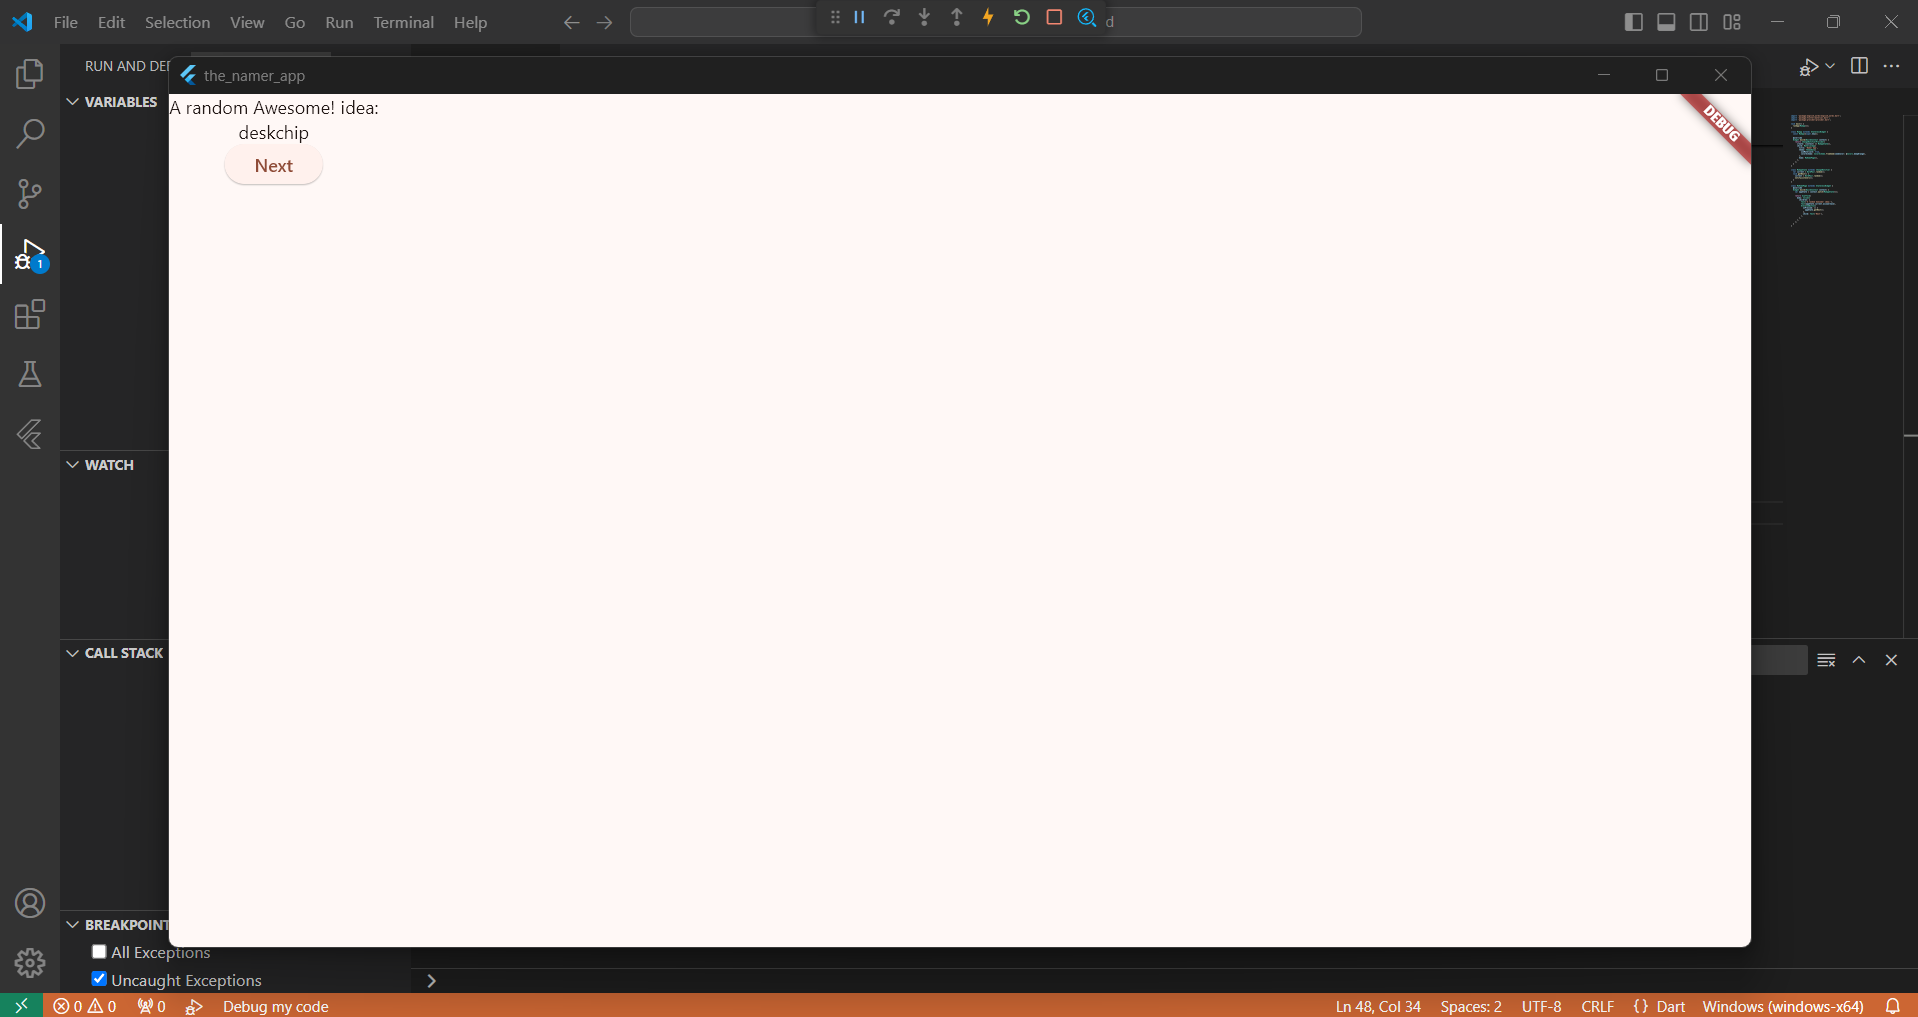 File Edit Selection View Go Run Terminal Help
d
RUN AND DE
the_namer_app
VARIABLES
A random Awesome! idea:
deskchip
Next
DEBUG
1
WATCH
CALL STACK
BREAKPOINT
All Exceptions
Uncaught Exceptions
0 0 0 Debug my code Ln 48, Col 34 Spaces: 2 UTF-8 CRLF {} Dart Windows (windows-x64)